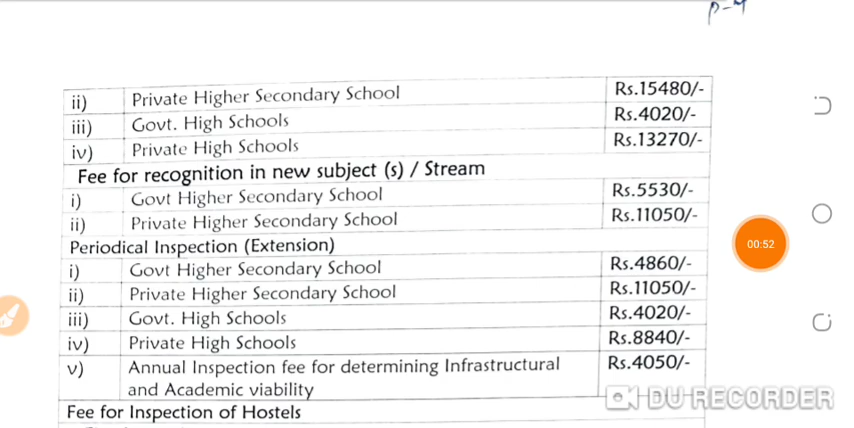 P-4
ii) Private Higher Secondary School Rs.15480/-
iii) Govt. High Schools Rs.4020/-
iv) Private High Schools Rs.13270/-
Fee for recognition in new subject (s) / Stream
i) Govt Higher Secondary School Rs.5530/-
ii) Private Higher Secondary School Rs.11050/-
Periodical Inspection (Extension)
00:52
i) Govt Higher Secondary School Rs.4860/-
ii) Private Higher Secondary School Rs.11050/-
iii) Govt. High Schools Rs.4020/-
iv) Private High Schools Rs.8840/-
v) Annual Inspection fee for determining Infrastructural Rs.4050/-
and Academic viability
DU RECORDER
Fee for Inspection of Hostels